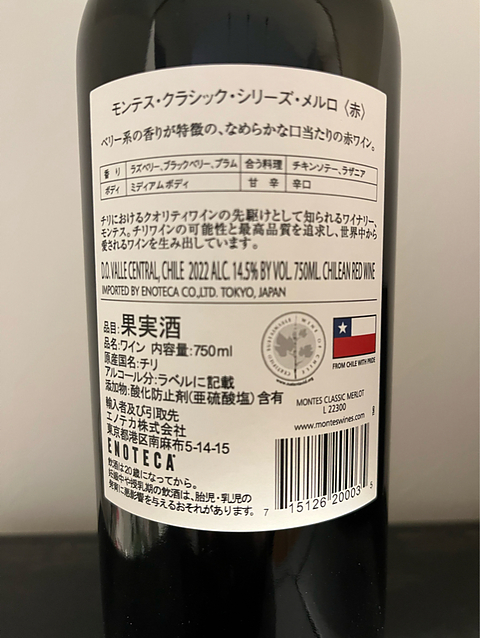 モンテス・クラシック・シリーズ・メルロ〈赤〉
ベリー系の香りが特徴の、なめらかな口当たりの赤ワイン。
香り ラズベリー、ブラックベリー、プラム 合う料理 チキンソテー、ラザニア
ボディ ミディアムボディ 甘辛 辛口
チリにおけるクオリティワインの先駆けとして知られるワイナリー、
モンテス。チリワインの可能性と最高品質を追求し、世界中から
愛されるワインを生み出しています。
D.O. VALLE CENTRAL, CHILE 2022 ALC. 14.5% BY VOL. 750ML. CHILEAN RED WINE
IMPORTED BY ENOTECA CO.,LTD. TOKYO, JAPAN
品目:果実酒
品名:ワイン 内容量:750ml
原産国名:チリ
アルコール分:ラベルに記載
添加物:酸化防止剤(亜硫酸塩)含有
輸入者及び引取先
エノテカ株式会社
東京都港区南麻布5-14-15
ENOTECA
飲酒は20歳になってから。
妊娠中や授乳期の飲酒は、胎児・乳児の
発育に悪影響を与えるおそれがあります。
CERTIFIED SUSTAINABLE WINE OF CHILE
FROM CHILE WITH PRIDE
MONTES CLASSIC MERLOT
L 22300
www.monteswines.com
7 15126 20003 5